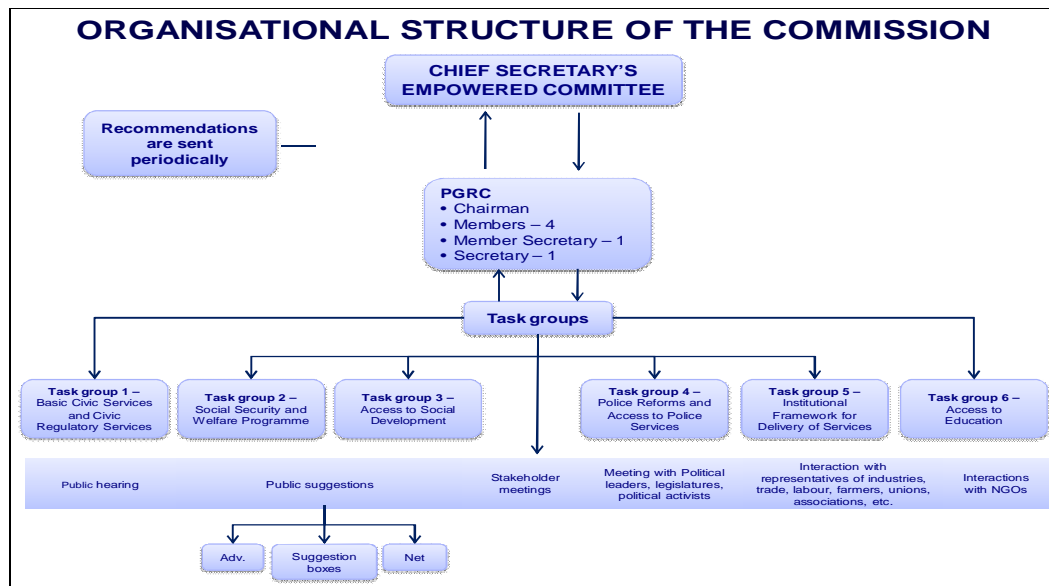 ORGANISATIONAL STRUCTURE OF THE COMMISSION
CHIEF SECRETARY'S
EMPOWERED COMMITTEE
Recommendations
are sent
periodically
PGRC
• Chairman
• Members – 4
• Member Secretary – 1
• Secretary – 1
Task groups
Task group 1 –
Basic Civic Services
and Civic
Regulatory Services
Task group 2 –
Social Security and
Welfare Programme
Task group 3 –
Access to Social
Development
Task group 4 –
Police Reforms and
Access to Police
Services
Task group 5 –
Institutional
Framework for
Delivery of Services
Task group 6 –
Access to
Education
Public hearing
Public suggestions
Stakeholder
meetings
Meeting with Political
leaders, legislatures,
political activists
Interaction with
representatives of industries,
trade, labour, farmers, unions,
associations, etc.
Interactions
with NGOs
Adv.
Suggestion
boxes
Net